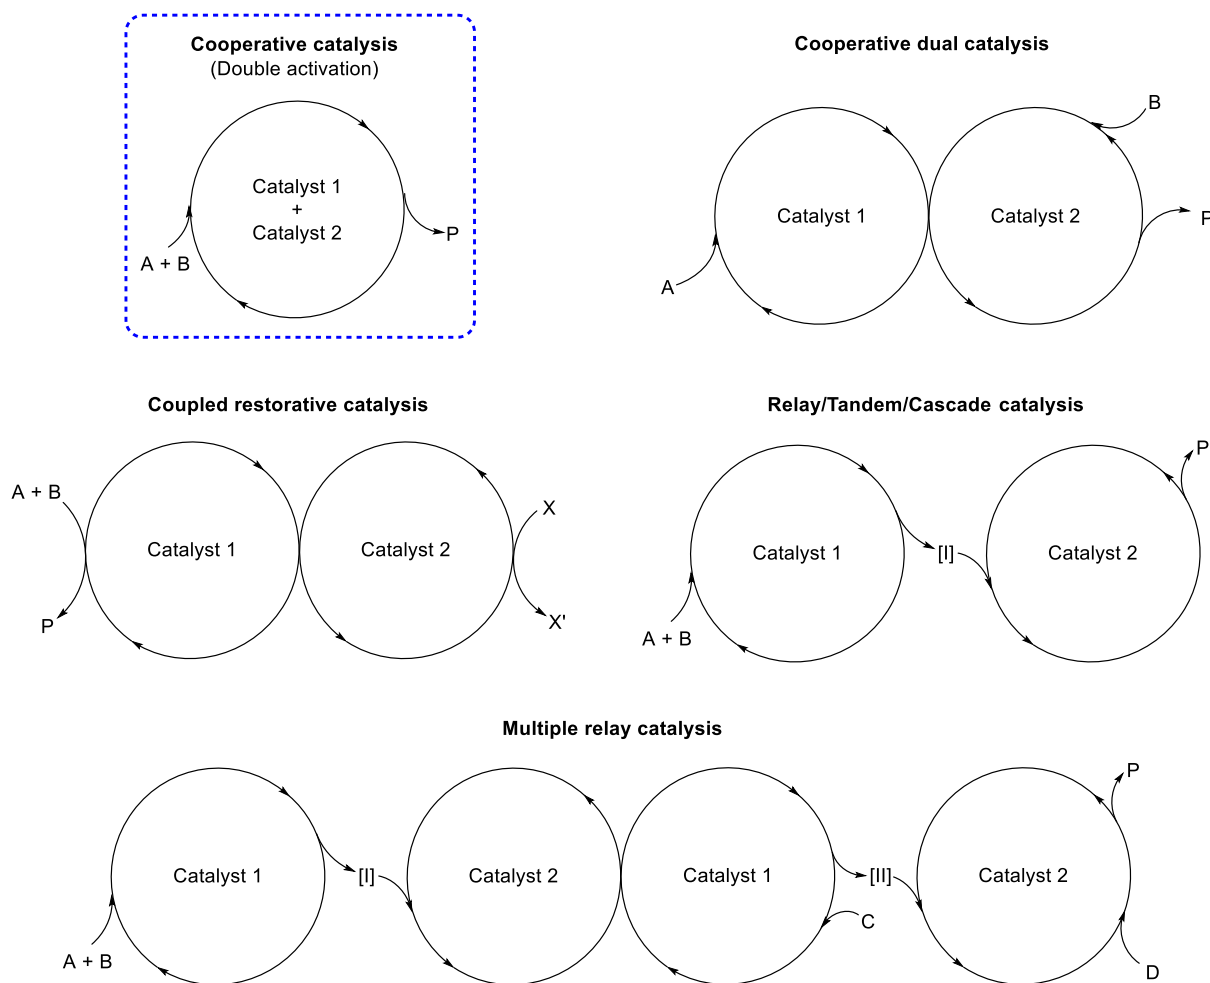 Cooperative catalysis
(Double activation)
Catalyst 1
+
Catalyst 2
A + B
P
Cooperative dual catalysis
B
Catalyst 1
Catalyst 2
P
A
Coupled restorative catalysis
A + B
X
Catalyst 1
Catalyst 2
P
X'
Relay/Tandem/Cascade catalysis
P
Catalyst 1
[I]
Catalyst 2
A + B
Multiple relay catalysis
P
Catalyst 1
[I]
Catalyst 2
Catalyst 1
[II]
Catalyst 2
C
A + B
D